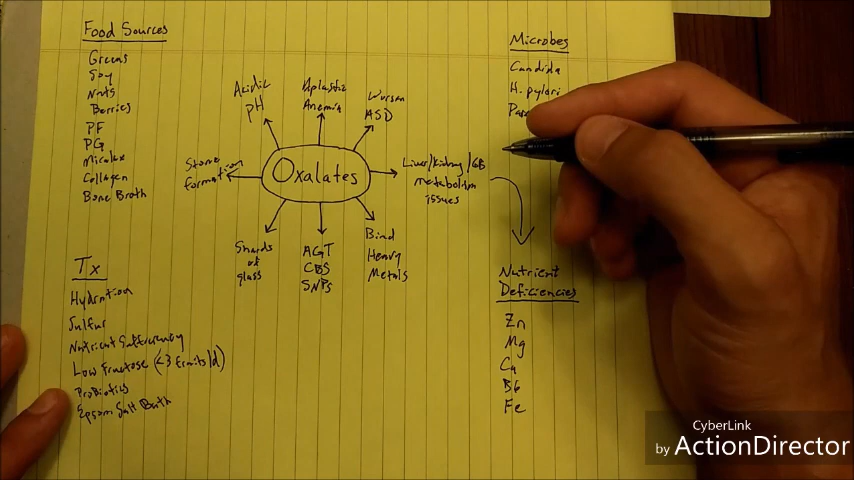 Food Sources
Greens
Soy
Nuts
Berries
PF
PG
Miralax
Collagen
Bone Broth
Acidic
pH
Aplastic
Anemia
Worsen
ASD
Stone
formation
Oxalates
Liver/kidney/GB
metabolism
issues
Shards
of
glass
AGT
CBS
SNPs
Bind
Heavy
Metals
Microbes
Candida
H. pylori
Nutrient
Deficiencies
Zn
Mg
Ca
B6
Fe
Tx
Hydration
Sulfur
Nutrient Sufficiency
Low fructose (<3 fruits/d)
ProBiotics
Epsom Salt Bath
CyberLink
by ActionDirector